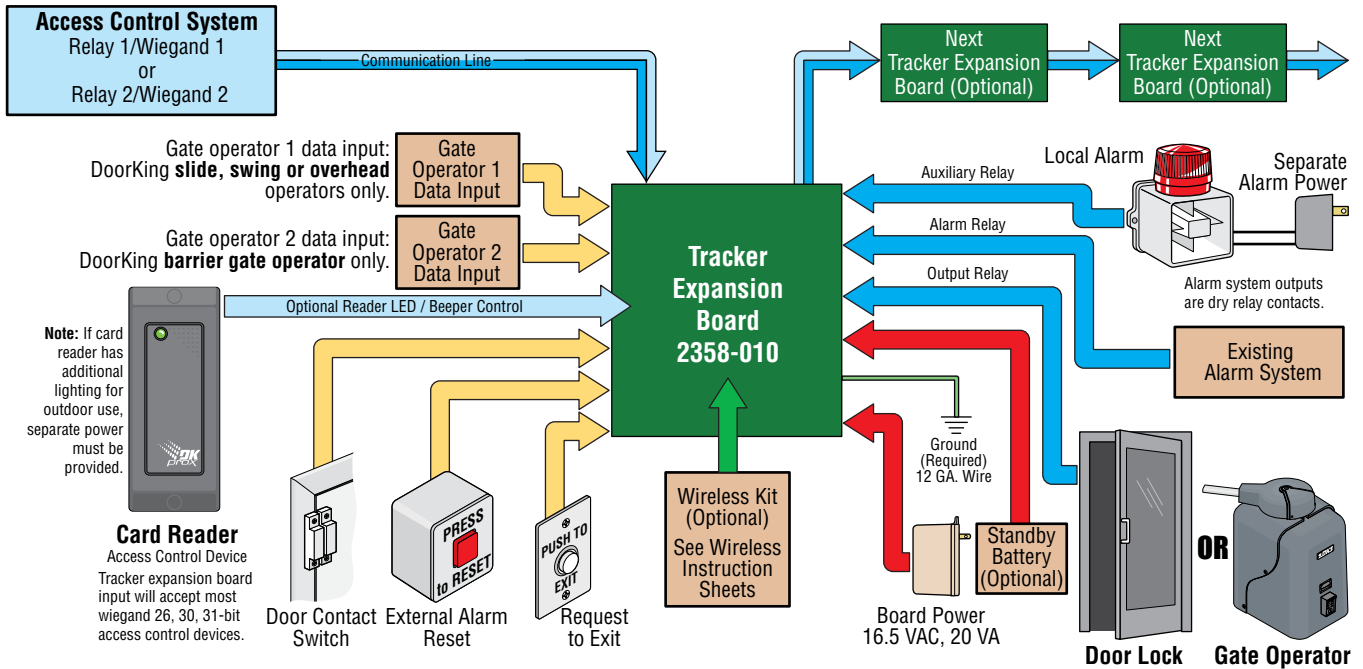 Access Control System
Relay 1/Wiegand 1
or
Relay 2/Wiegand 2
Communication Line
Next
Tracker Expansion
Board (Optional)
Next
Tracker Expansion
Board (Optional)
Gate operator 1 data input:
DoorKing slide, swing or overhead
operators only.
Gate
Operator 1
Data Input
Gate operator 2 data input:
DoorKing barrier gate operator only.
Gate
Operator 2
Data Input
Optional Reader LED / Beeper Control
Note: If card
reader has
additional
lighting for
outdoor use,
separate power
must be
provided.
DK
prox
Card Reader
Access Control Device
Tracker expansion board
input will accept most
wiegand 26, 30, 31-bit
access control devices.
Door Contact
Switch
PRESS
to RESET
External Alarm
Reset
PUSH TO
EXIT
Request
to Exit
Tracker
Expansion
Board
2358-010
Wireless Kit
(Optional)
See Wireless
Instruction
Sheets
Auxiliary Relay
Alarm Relay
Output Relay
Local Alarm
Separate
Alarm Power
Alarm system outputs
are dry relay contacts.
Existing
Alarm System
Ground
(Required)
12 GA. Wire
Board Power
16.5 VAC, 20 VA
Standby
Battery
(Optional)
Door Lock
OR
Gate Operator